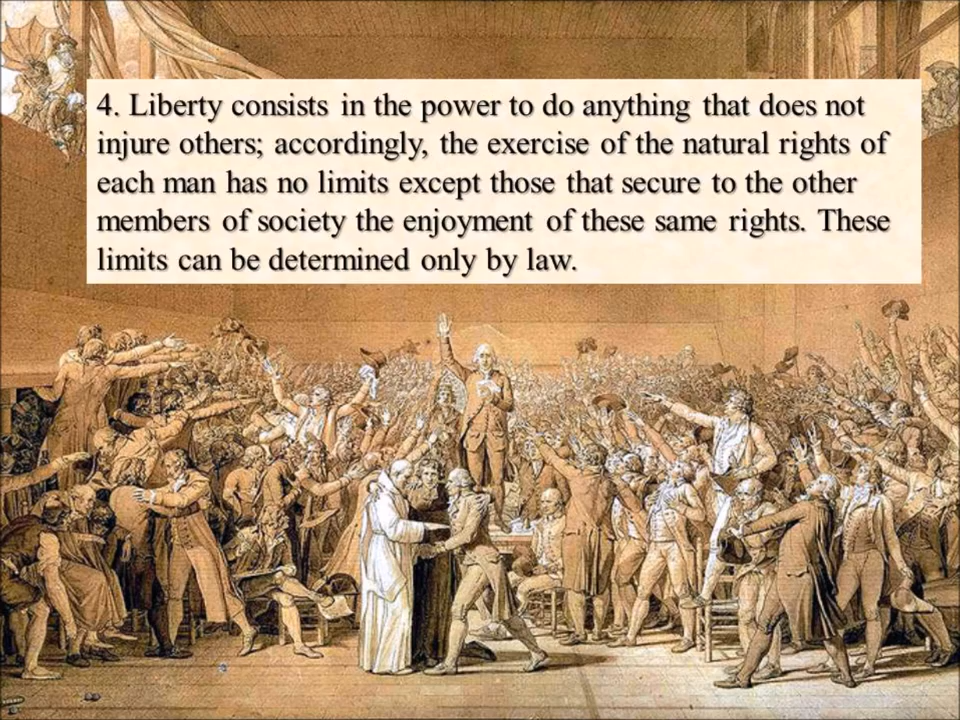 4. Liberty consists in the power to do anything that does not
injure others; accordingly, the exercise of the natural rights of
each man has no limits except those that secure to the other
members of society the enjoyment of these same rights. These
limits can be determined only by law.